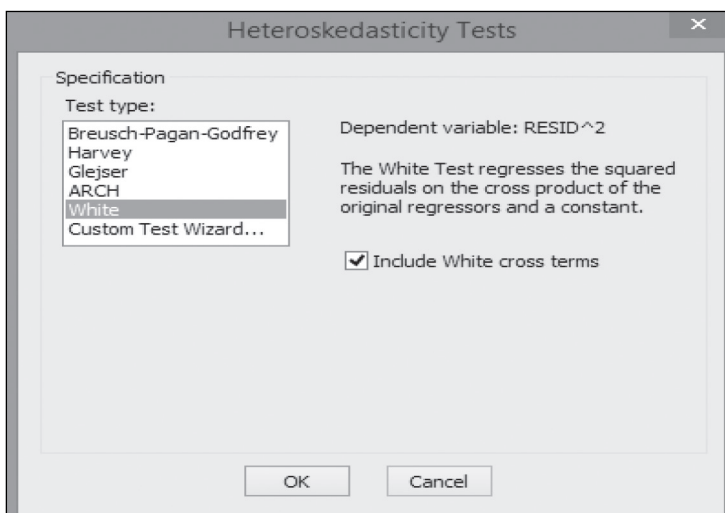 Heteroskedasticity Tests
×
Specification
Test type:
Breusch-Pagan-Godfrey
Harvey
Glejser
ARCH
White
Custom Test Wizard...
Dependent variable: RESID^2
The White Test regresses the squared
residuals on the cross product of the
original regressors and a constant.
Include White cross terms
OK
Cancel